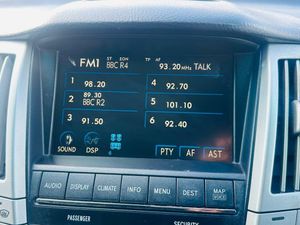 FM1 ST EON TP AF
BBC R4 93.20MHz TALK
1 98.20 4 92.70
2 89.30 BBC R2 5 101.10
3 91.50 6 92.40
SOUND DSP PTY AF AST
AUDIO DISPLAY CLIMATE INFO MENU DEST MAP
PASSENGER SECURITY